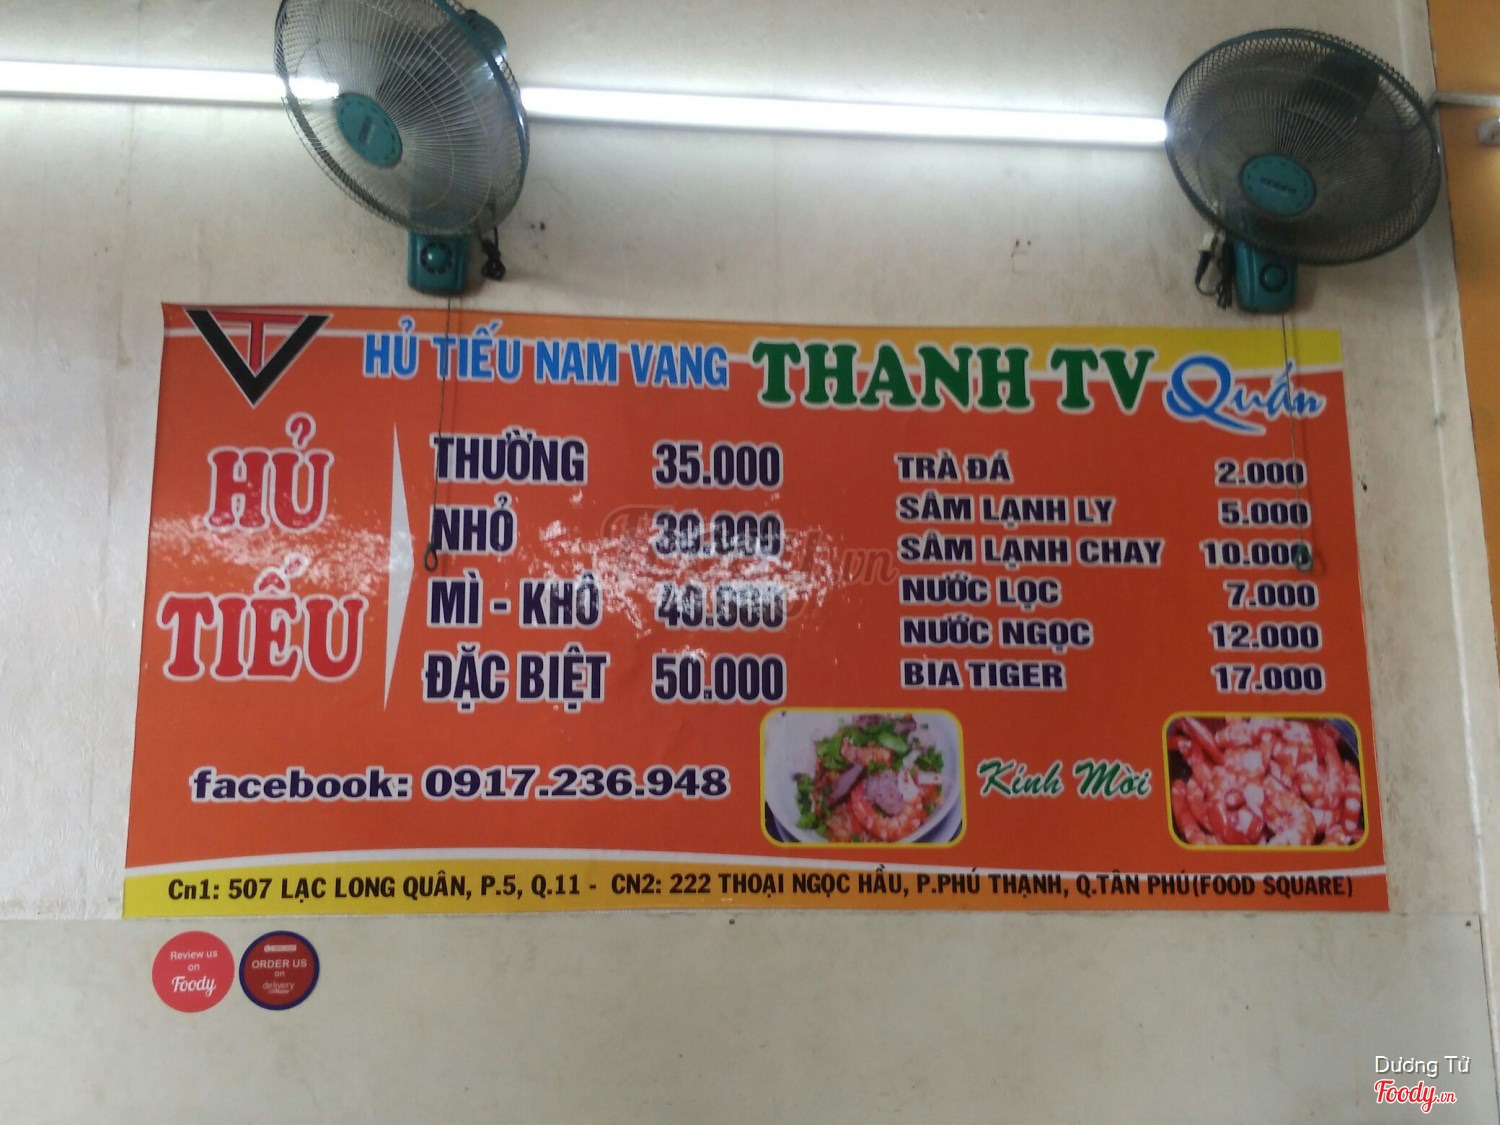 HỦ TIẾU NAM VANG THANH TV Quán
HỦ TIẾU
THƯỜNG 35.000
NHỎ 30.000
MÌ - KHÔ 40.000
ĐẶC BIỆT 50.000
TRÀ ĐÁ 2.000
SÂM LẠNH LY 5.000
SÂM LẠNH CHAY 10.000
NƯỚC LỌC 7.000
NƯỚC NGỌC 12.000
BIA TIGER 17.000
facebook: 0917.236.948
Kính Mời
Cn1: 507 LẠC LONG QUÂN, P.5, Q.11 - CN2: 222 THOẠI NGỌC HẦU, P.PHÚ THẠNH, Q.TÂN PHÚ(FOOD SQUARE)
Review us
on
Foody
ORDER US
on
delivery
Dương Tử
Foody.vn